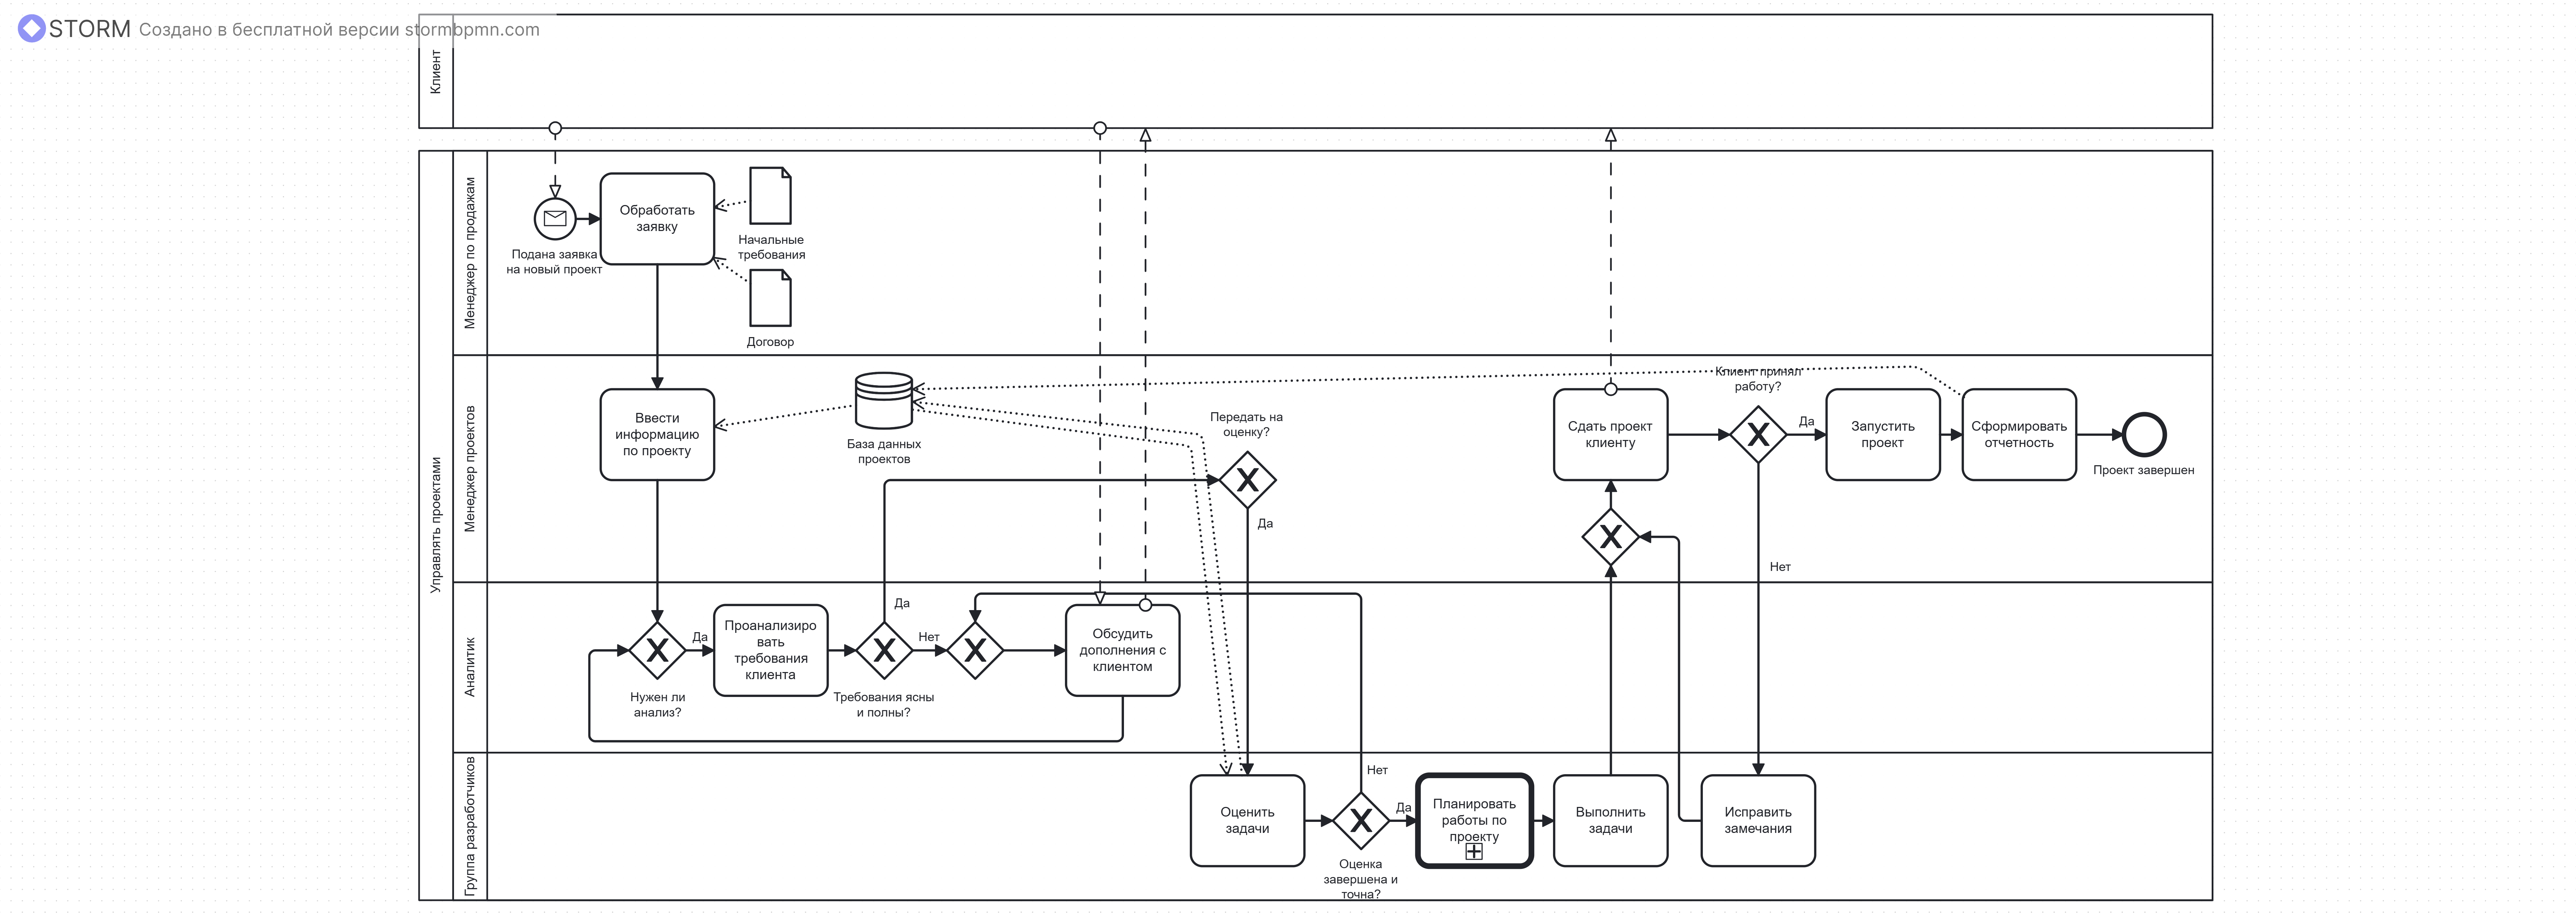 STORM Создано в бесплатной версии stormbpmn.com
Клиент
Управлять проектами
Менеджер по продажам
Подана заявка
на новый проект
Обработать
заявку
Начальные
требования
Договор
Менеджер проектов
Ввести
информацию
по проекту
База данных
проектов
Передать на
оценку?
Да
Сдать проект
клиенту
Клиент принял
работу?
Да
Нет
Запустить
проект
Сформировать
отчетность
Проект завершен
Аналитик
Нужен ли
анализ?
Да
Проанализиро
вать
требования
клиента
Требования ясны
и полны?
Да
Нет
Обсудить
дополнения с
клиентом
Группа разработчиков
Оценить
задачи
Оценка
завершена и
точна?
Нет
Да
Планировать
работы по
проекту
Выполнить
задачи
Исправить
замечания